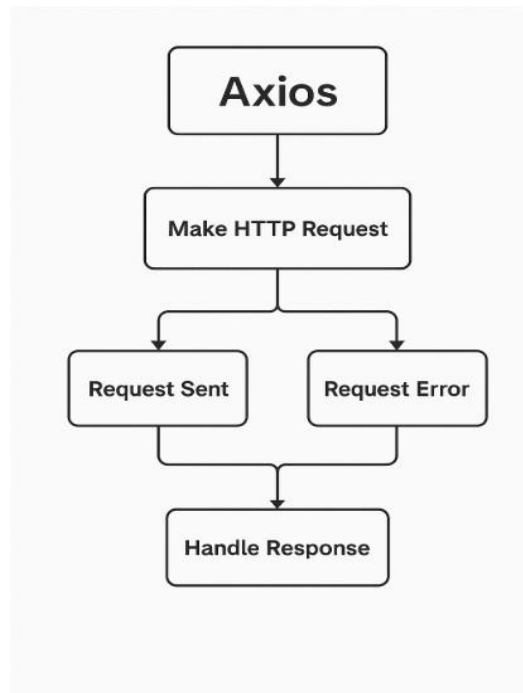 Axios
Make HTTP Request
Request Sent
Request Error
Handle Response